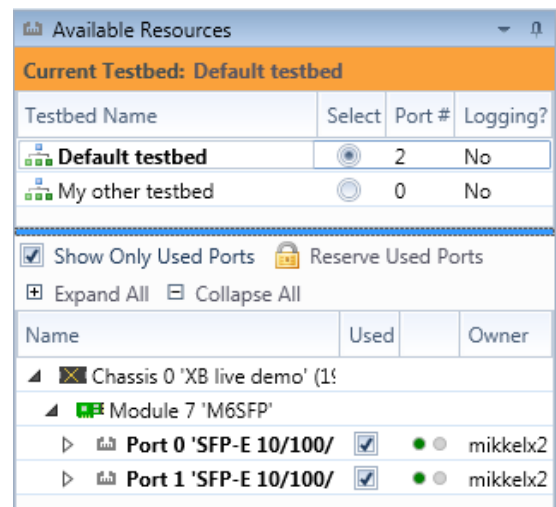 Available Resources
Current Testbed: Default testbed
Testbed Name Select Port # Logging?
Default testbed 2 No
My other testbed 0 No
Show Only Used Ports Reserve Used Ports
Expand All Collapse All
Name Used Owner
Chassis 0 'XB live demo' (19
Module 7 'M6SFP'
Port 0 'SFP-E 10/100/ mikkelx2
Port 1 'SFP-E 10/100/ mikkelx2